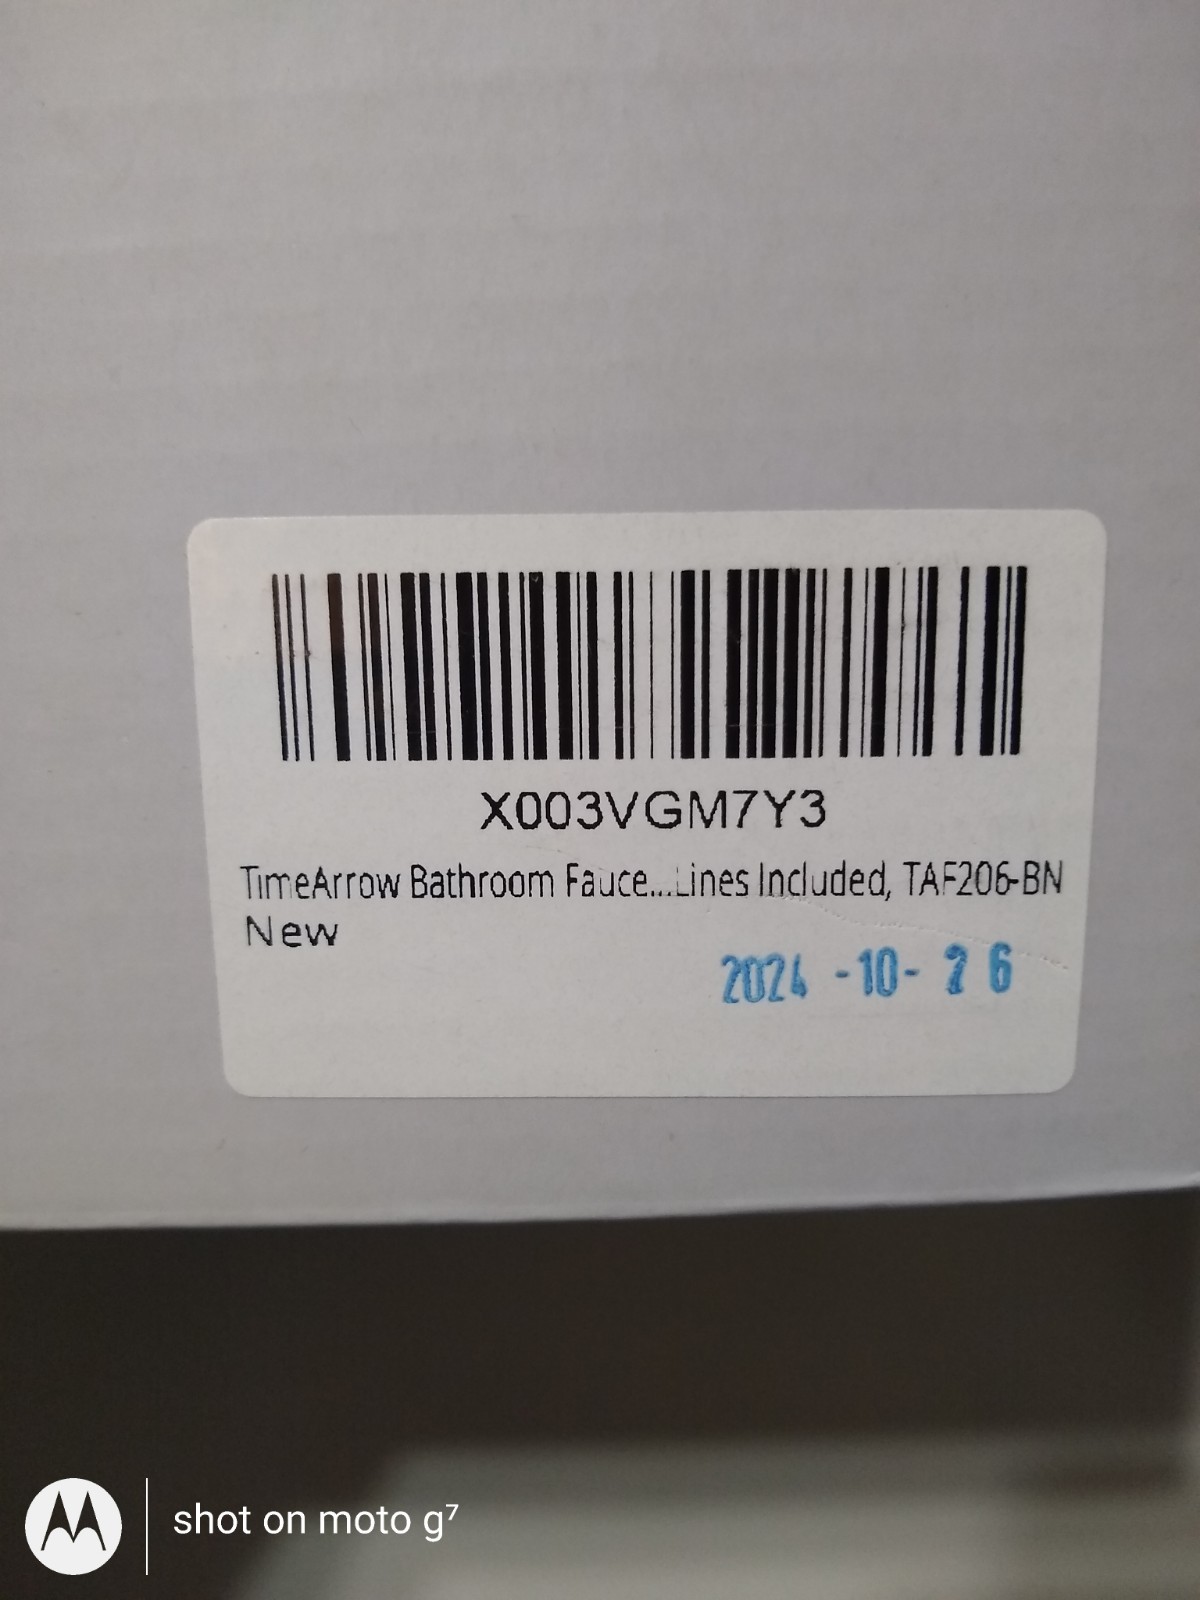 X003VGM7Y3
TimeArrow Bathroom Fauce...Lines Included, TAF206-BN
New
2024 -10- 26
shot on moto g⁷